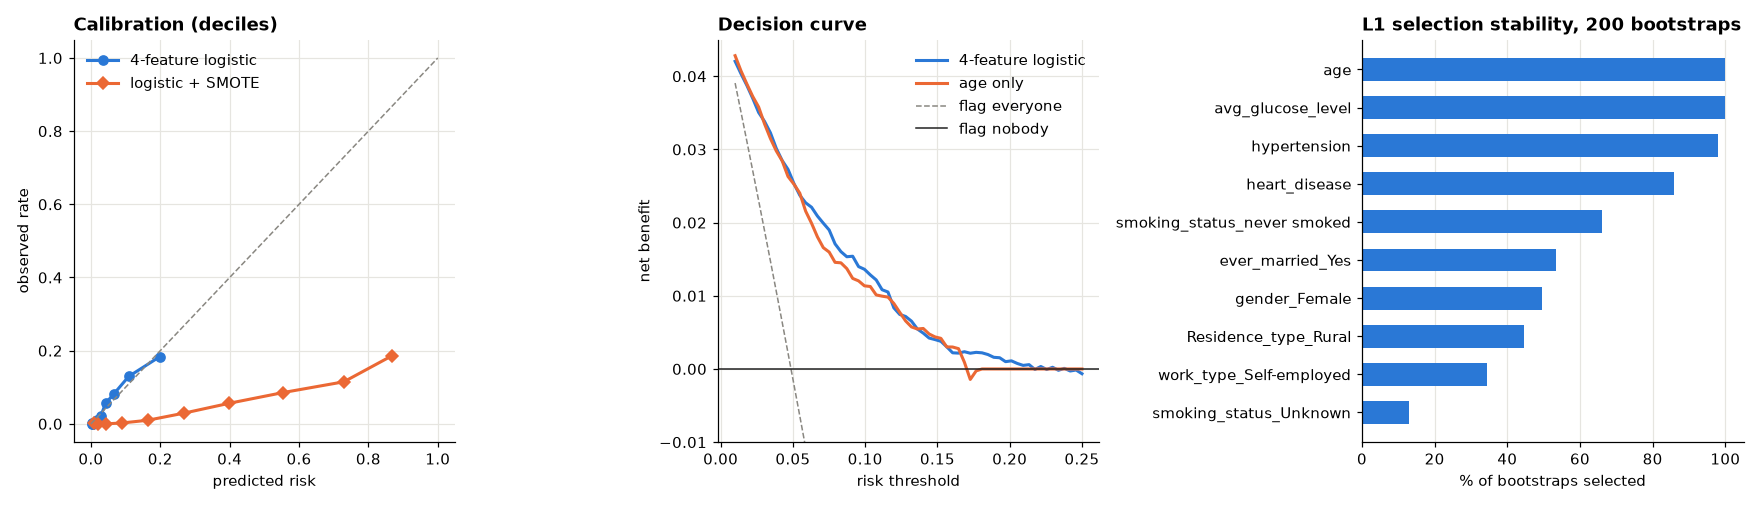 Calibration (deciles)
4-feature logistic
logistic + SMOTE
1.0
0.8
0.6
0.4
0.2
0.0
observed rate
0.0
0.2
0.4
0.6
0.8
1.0
predicted risk
Decision curve
4-feature logistic
age only
flag everyone
flag nobody
0.04
0.03
0.02
0.01
0.00
−0.01
net benefit
0.00
0.05
0.10
0.15
0.20
0.25
risk threshold
L1 selection stability, 200 bootstraps
age
avg_glucose_level
hypertension
heart_disease
smoking_status_never smoked
ever_married_Yes
gender_Female
Residence_type_Rural
work_type_Self-employed
smoking_status_Unknown
0
20
40
60
80
100
% of bootstraps selected